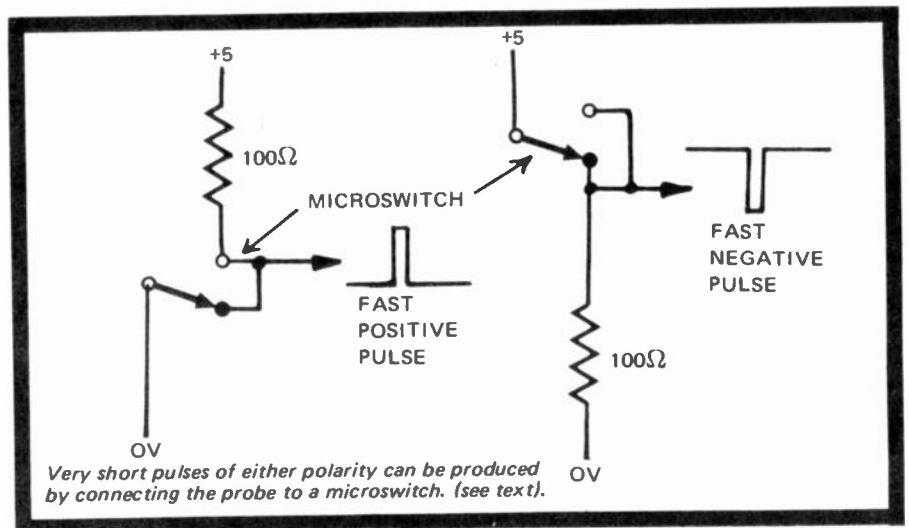 +5
100Ω
MICROSWITCH
FAST
POSITIVE
PULSE
OV
+5
FAST
NEGATIVE
PULSE
100Ω
OV
Very short pulses of either polarity can be produced
by connecting the probe to a microswitch. (see text).